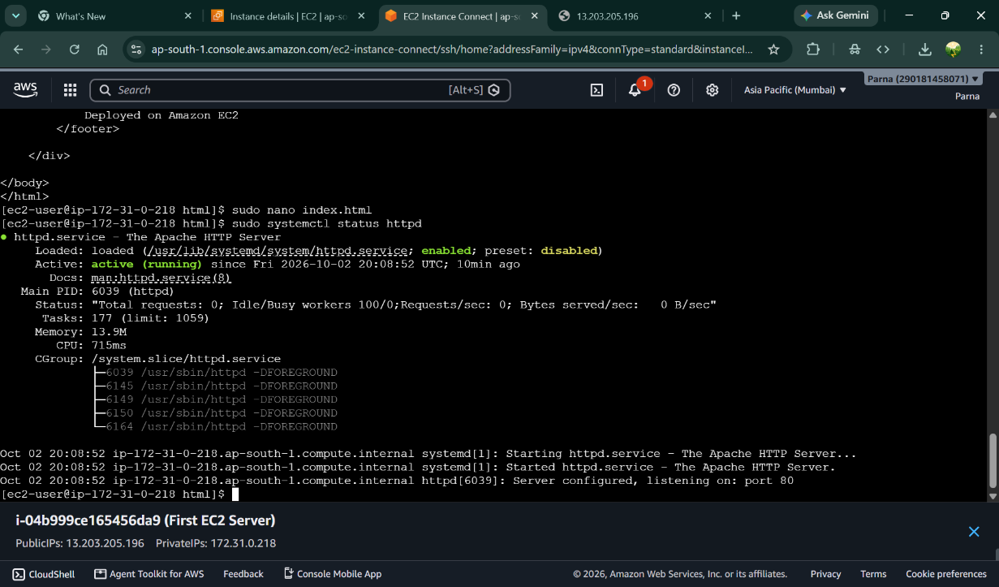 What's New
Instance details | EC2 | ap-so
EC2 Instance Connect | ap-so
13.203.205.196
Ask Gemini
ap-south-1.console.aws.amazon.com/ec2-instance-connect/ssh/home?addressFamily=ipv4&connType=standard&instanceI...
aws
Search
[Alt+S]
1
Asia Pacific (Mumbai)
Parna (290181458071)
Parna
Deployed on Amazon EC2
</footer>
</div>
</body>
</html>
[ec2-user@ip-172-31-0-218 html]$ sudo nano index.html
[ec2-user@ip-172-31-0-218 html]$ sudo systemctl status httpd
● httpd.service - The Apache HTTP Server
Loaded: loaded (/usr/lib/systemd/system/httpd.service; enabled; preset: disabled)
Active: active (running) since Fri 2026-10-02 20:08:52 UTC; 10min ago
Docs: man:httpd.service(8)
Main PID: 6039 (httpd)
Status: "Total requests: 0; Idle/Busy workers 100/0;Requests/sec: 0; Bytes served/sec:   0 B/sec"
Tasks: 177 (limit: 1059)
Memory: 13.9M
CPU: 715ms
CGroup: /system.slice/httpd.service
├─6039 /usr/sbin/httpd -DFOREGROUND
├─6145 /usr/sbin/httpd -DFOREGROUND
├─6149 /usr/sbin/httpd -DFOREGROUND
├─6150 /usr/sbin/httpd -DFOREGROUND
└─6164 /usr/sbin/httpd -DFOREGROUND
Oct 02 20:08:52 ip-172-31-0-218.ap-south-1.compute.internal systemd[1]: Starting httpd.service - The Apache HTTP Server...
Oct 02 20:08:52 ip-172-31-0-218.ap-south-1.compute.internal systemd[1]: Started httpd.service - The Apache HTTP Server.
Oct 02 20:08:52 ip-172-31-0-218.ap-south-1.compute.internal httpd[6039]: Server configured, listening on: port 80
[ec2-user@ip-172-31-0-218 html]$
i-04b999ce165456da9 (First EC2 Server)
PublicIPs: 13.203.205.196 PrivateIPs: 172.31.0.218
CloudShell
Agent Toolkit for AWS
Feedback
Console Mobile App
© 2026, Amazon Web Services, Inc. or its affiliates.
Privacy
Terms
Cookie preferences